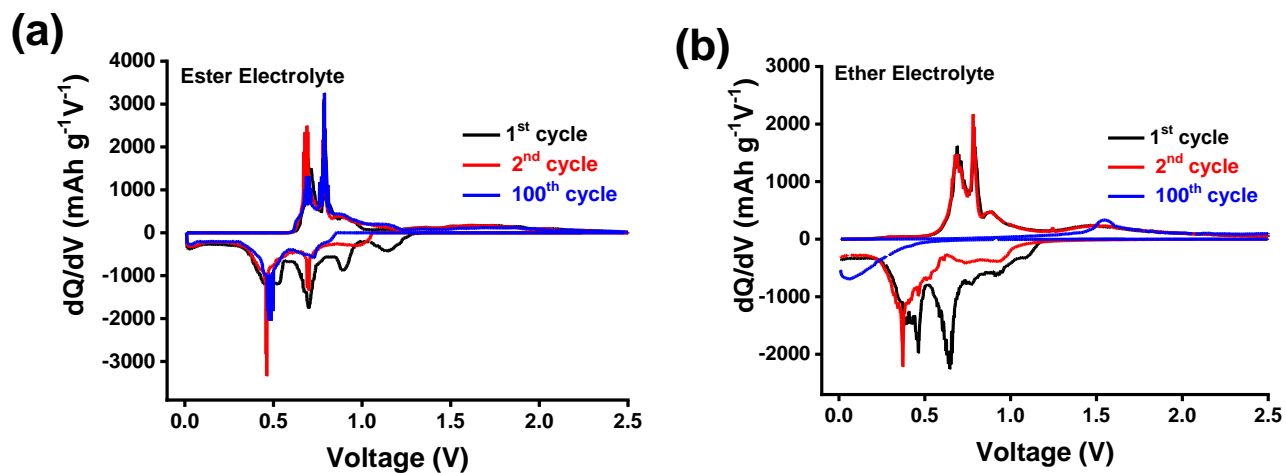 (a)
Ester Electrolyte
1st cycle
2nd cycle
100th cycle
dQ/dV (mAh g-1V-1)
4000
3000
2000
1000
0
-1000
-2000
-3000
0.0 0.5 1.0 1.5 2.0 2.5
Voltage (V)
(b)
Ether Electrolyte
1st cycle
2nd cycle
100th cycle
dQ/dV (mAh g-1V-1)
3000
2000
1000
0
-1000
-2000
0.0 0.5 1.0 1.5 2.0 2.5
Voltage (V)